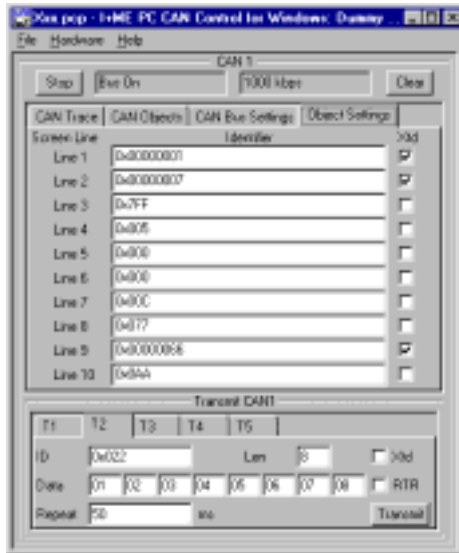 pcp - I+ME PC CAN Control for Windows: Dummy ...
File Hardware Help
CAN 1
Stop Bus On 1000 kbps Clear
CAN Trace CAN Objects CAN Bus Settings Object Settings
Screen Line Identifier Xtd
Line 1 0x00000001
Line 2 0x00000007
Line 3 0x7FF
Line 4 0x005
Line 5 0x000
Line 6 0x000
Line 7 0x00C
Line 8 0x077
Line 9 0x00000066
Line 10 0x0AA
Transmit CAN1
T1 T2 T3 T4 T5
ID 0x022 Len 8 Xtd
Data 01 02 03 04 05 06 07 08 RTR
Repeat 50 ms Transmit